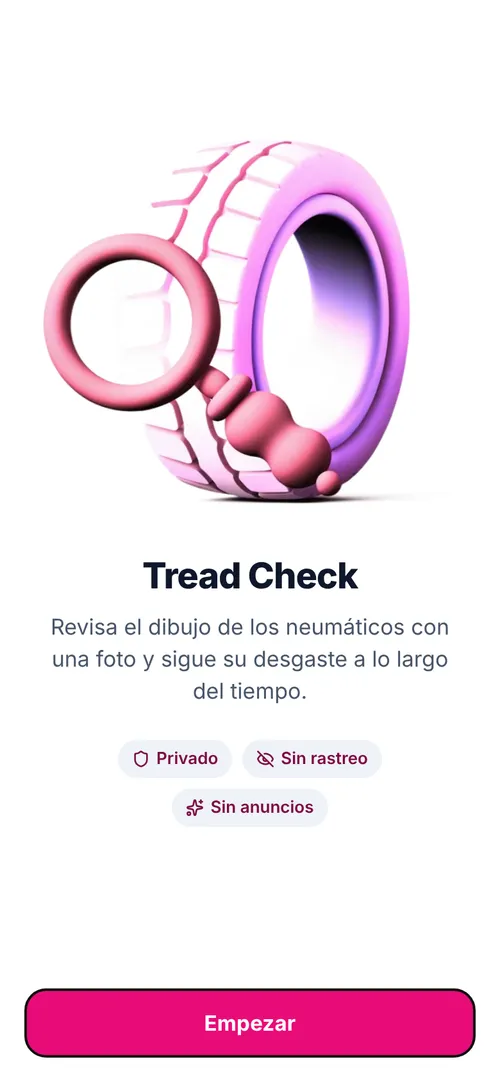 Tread Check
Revisa el dibujo de los neumáticos con
una foto y sigue su desgaste a lo largo
del tiempo.
Privado
Sin rastreo
Sin anuncios
Empezar